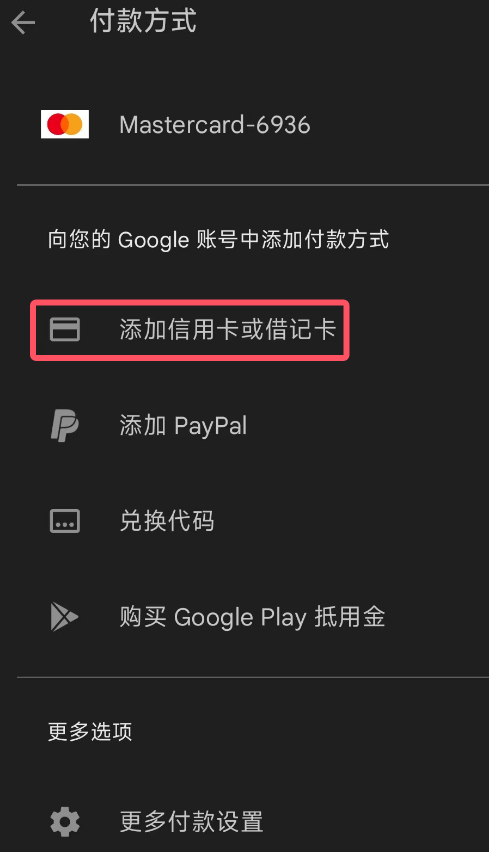 付款方式
Mastercard-6936
向您的 Google 账号中添加付款方式
添加信用卡或借记卡
添加 PayPal
兑换代码
购买 Google Play 抵用金
更多选项
更多付款设置